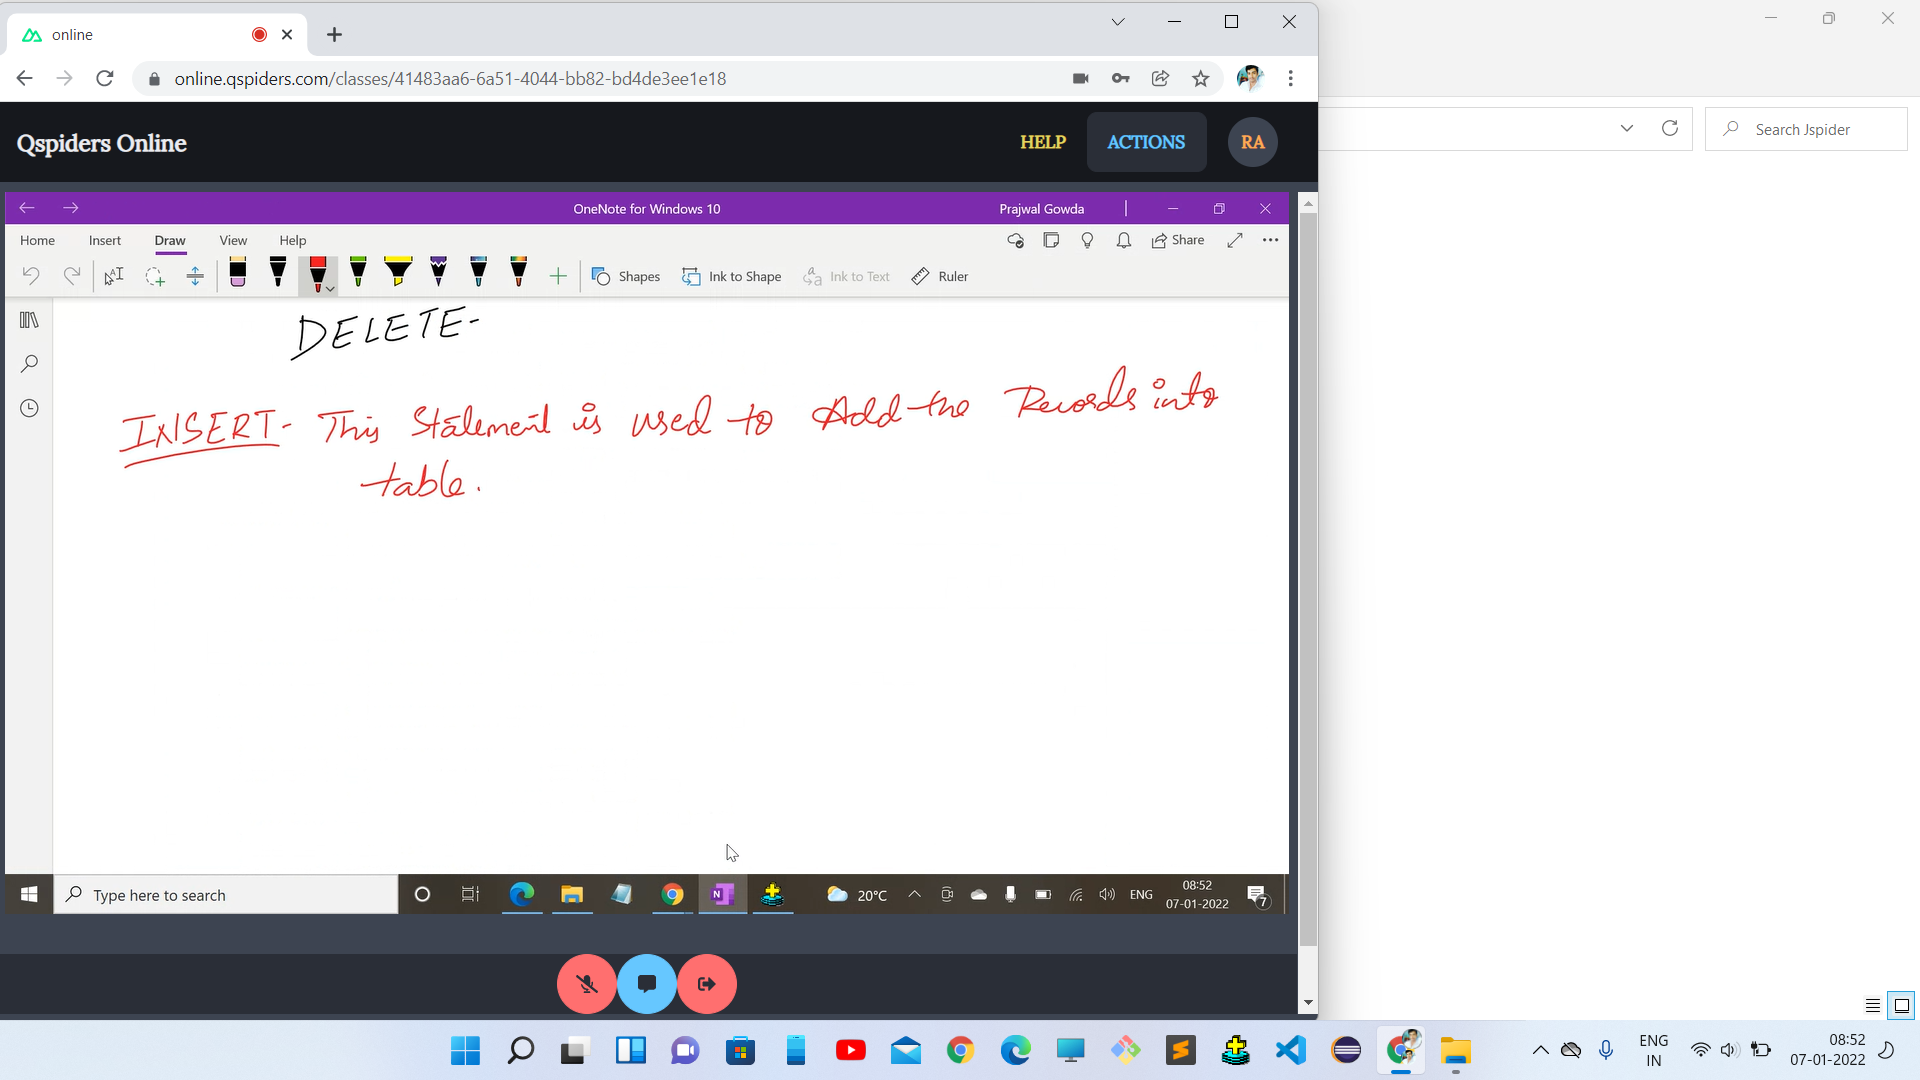 online
online.qspiders.com/classes/41483aa6-6a51-4044-bb82-bd4de3ee1e18
Search Jspider
Qspiders Online
HELP
ACTIONS
RA
OneNote for Windows 10
Prajwal Gowda
Home Insert Draw View Help
Share
Shapes
Ink to Shape
Ink to Text
Ruler
DELETE-
INSERT- This Statement is used to Add the Records into
table.
Type here to search
20°C
ENG
08:52
07-01-2022
7
ENG
IN
08:52
07-01-2022